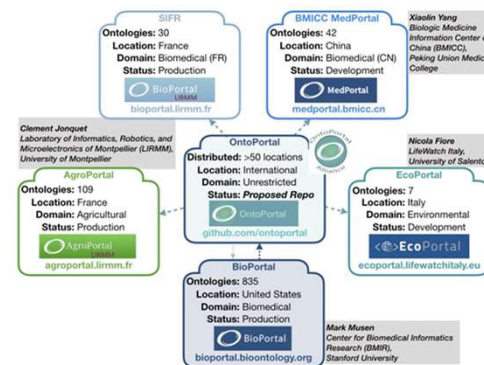 SIFR
Ontologies: 30
Location: France
Domain: Biomedical (FR)
Status: Production
BioPortal
LIRMM
bioportal.lirmm.fr
BMICC MedPortal
Ontologies: 42
Location: China
Domain: Biomedical (CN)
Status: Development
MedPortal
medportal.bmicc.cn
Xiaolin Yang
Biologic Medicine
Information Center of
China (BMICC),
Peking Union Medical
College
Clement Jonquet
Laboratory of Informatics, Robotics, and
Microelectronics of Montpellier (LIRMM),
University of Montpellier
OntoPortal
Distributed: >50 locations
Location: International
Domain: Unrestricted
Status: Proposed Repo
OntoPortal
github.com/ontoportal
OntoPortal
Alliance
Nicola Fiore
LifeWatch Italy,
University of Salento
AgroPortal
Ontologies: 109
Location: France
Domain: Agricultural
Status: Production
AgroPortal
LIRMM
agroportal.lirmm.fr
EcoPortal
Ontologies: 7
Location: Italy
Domain: Environmental
Status: Development
EcoPortal
ecoportal.lifewatchitaly.eu
BioPortal
Ontologies: 835
Location: United States
Domain: Biomedical
Status: Production
BioPortal
bioportal.bioontology.org
Mark Musen
Center for Biomedical Informatics
Research (BMIR),
Stanford University